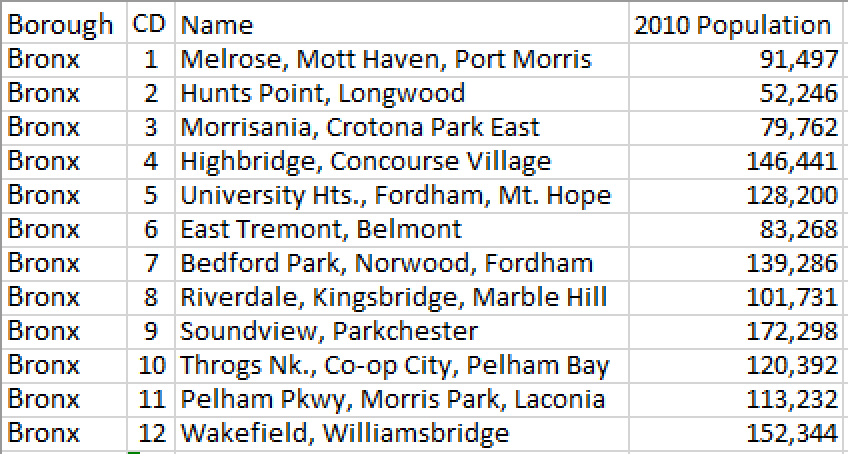 Borough CD Name 2010 Population
Bronx 1 Melrose, Mott Haven, Port Morris 91,497
Bronx 2 Hunts Point, Longwood 52,246
Bronx 3 Morrisania, Crotona Park East 79,762
Bronx 4 Highbridge, Concourse Village 146,441
Bronx 5 University Hts., Fordham, Mt. Hope 128,200
Bronx 6 East Tremont, Belmont 83,268
Bronx 7 Bedford Park, Norwood, Fordham 139,286
Bronx 8 Riverdale, Kingsbridge, Marble Hill 101,731
Bronx 9 Soundview, Parkchester 172,298
Bronx 10 Throgs Nk., Co-op City, Pelham Bay 120,392
Bronx 11 Pelham Pkwy, Morris Park, Laconia 113,232
Bronx 12 Wakefield, Williamsbridge 152,344